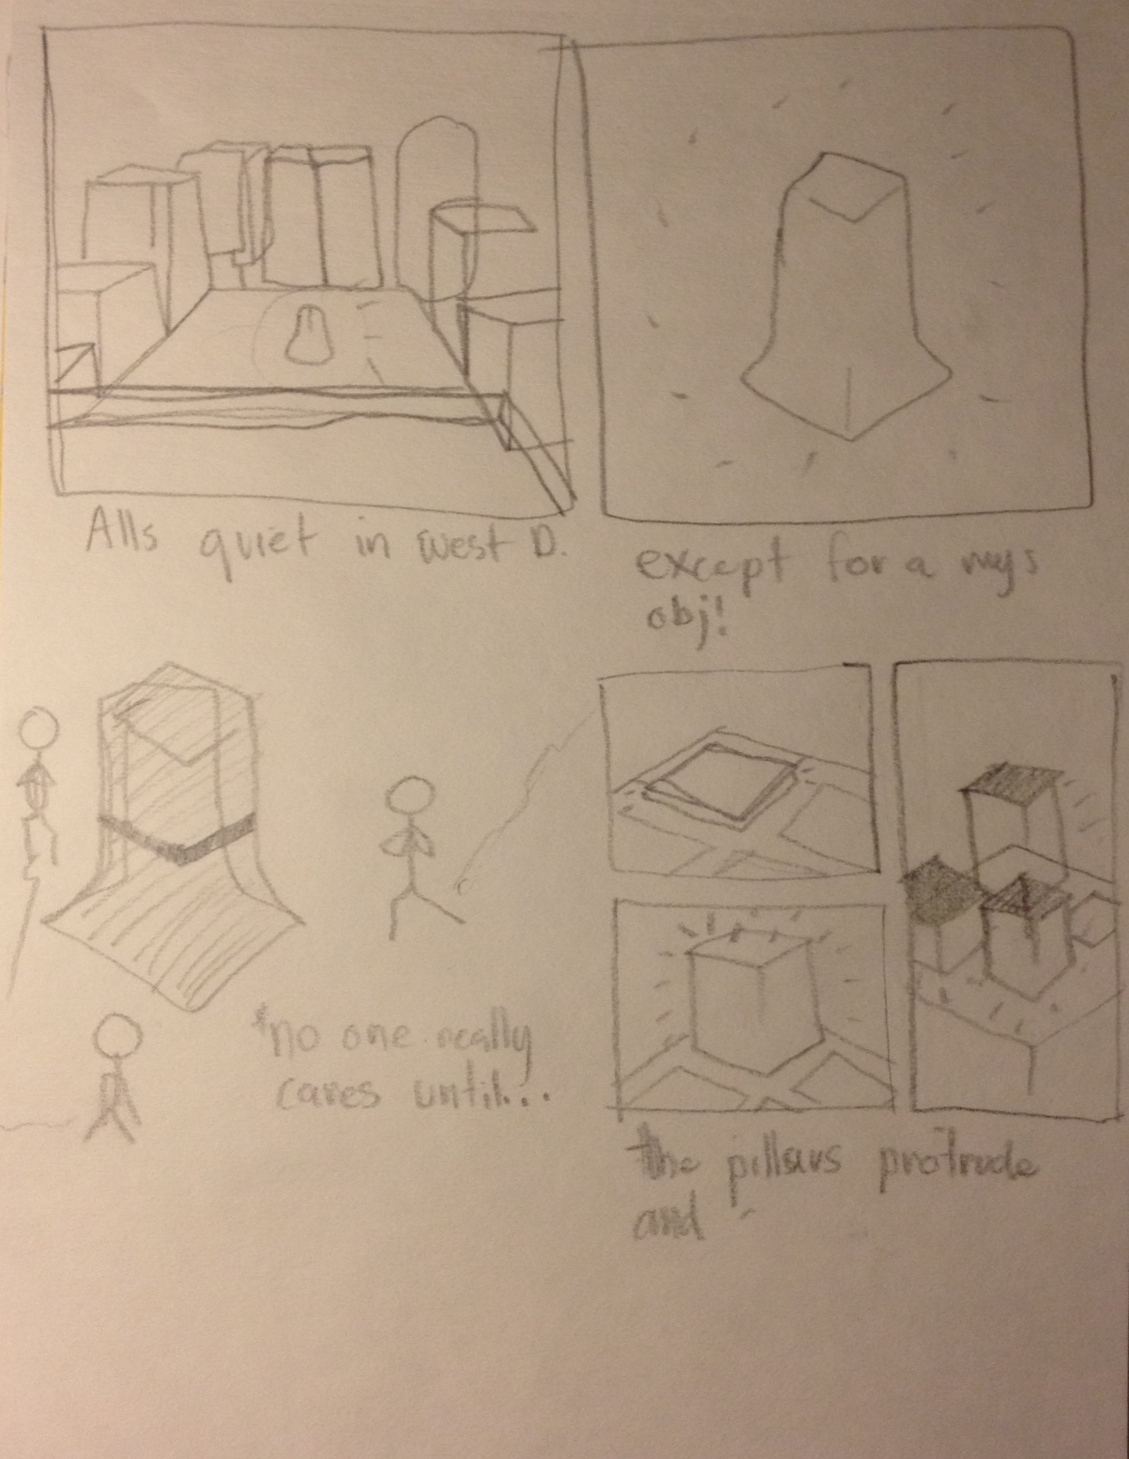 Alls quiet in west D.
except for a mys
obj!
*no one really
cares until...
the pillars protrude
and